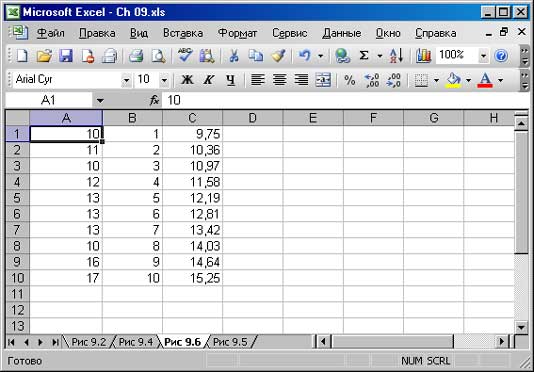 Microsoft Excel - Ch 09.xls
Файл Правка Вид Вставка Формат Сервис Данные Окно Справка
100%
Arial Cyr 10 Ж К Ч %
A1 fx 10
A B C D E F G H
1 10 1 9,75
2 11 2 10,36
3 10 3 10,97
4 12 4 11,58
5 13 5 12,19
6 13 6 12,81
7 13 7 13,42
8 10 8 14,03
9 16 9 14,64
10 17 10 15,25
11
12
13
Рис 9.2 Рис 9.4 Рис 9.6 Рис 9.5
Готово NUM SCRL